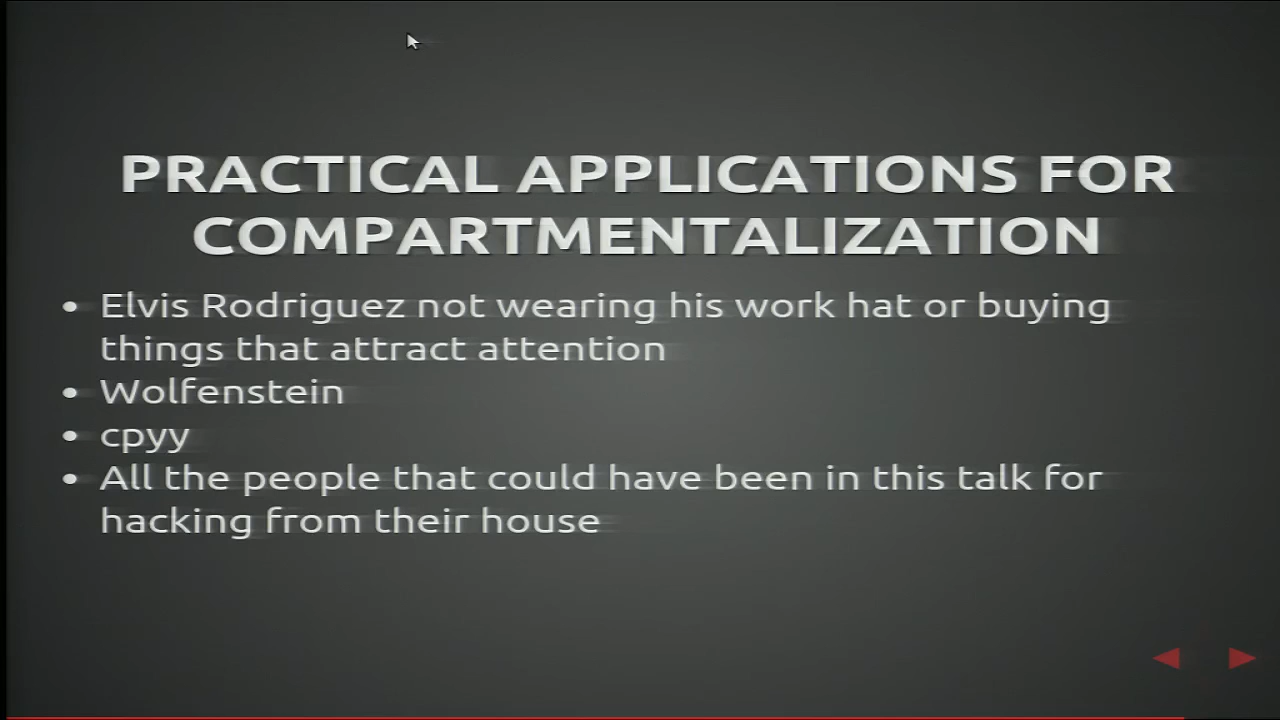 PRACTICAL APPLICATIONS FOR
COMPARTMENTALIZATION
• Elvis Rodriguez not wearing his work hat or buying
things that attract attention
• Wolfenstein
• cpyy
• All the people that could have been in this talk for
hacking from their house